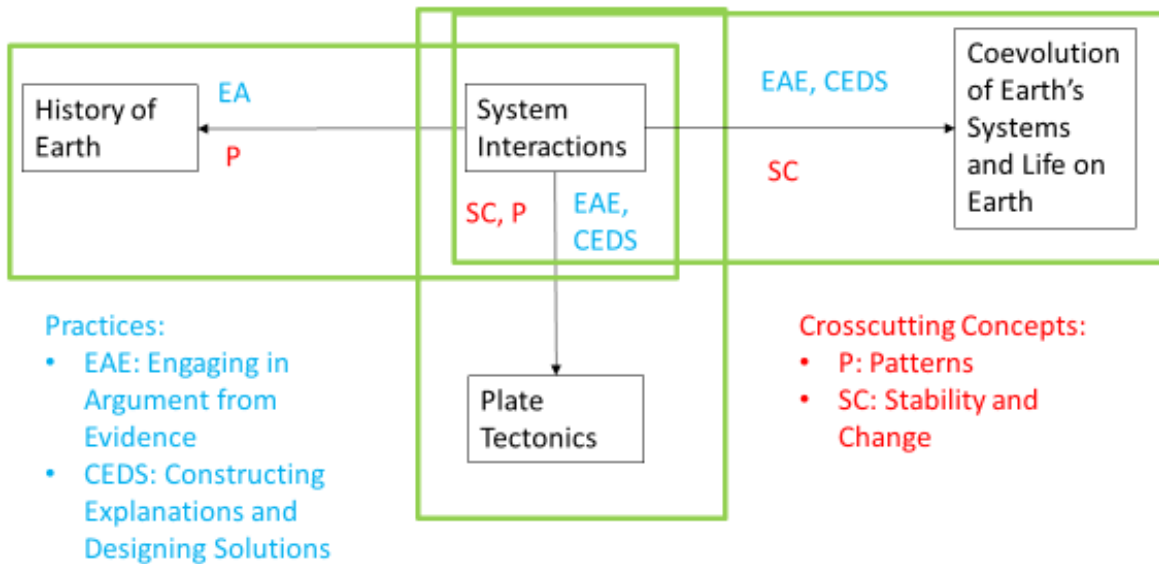 History of
Earth
EA
P
System
Interactions
SC, P
EAE,
CEDS
EAE, CEDS
SC
Coevolution
of Earth's
Systems
and Life on
Earth
Plate
Tectonics
Practices:
• EAE: Engaging in
Argument from
Evidence
• CEDS: Constructing
Explanations and
Designing Solutions
Crosscutting Concepts:
• P: Patterns
• SC: Stability and
Change